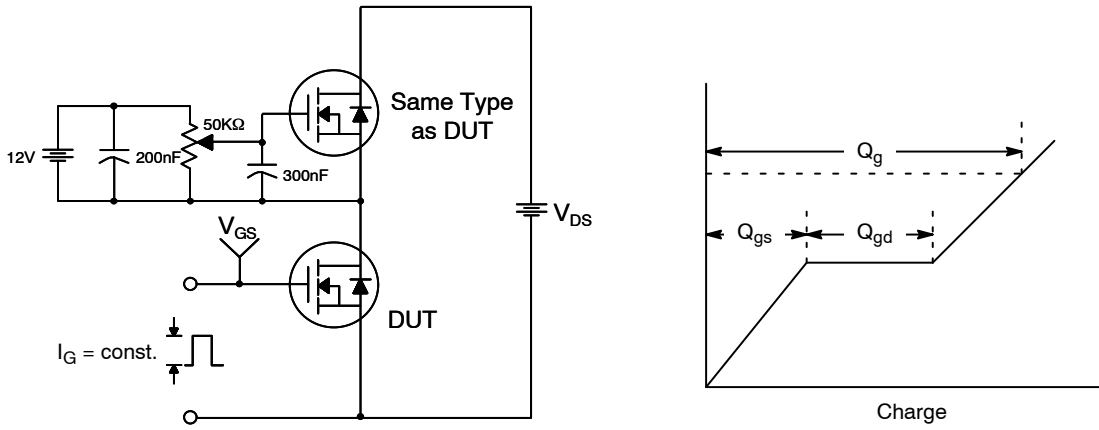 Same Type
as DUT
50KΩ
12V
200nF
300nF
V_GS
V_DS
DUT
I_G = const.
Q_g
Q_gs
Q_gd
Charge